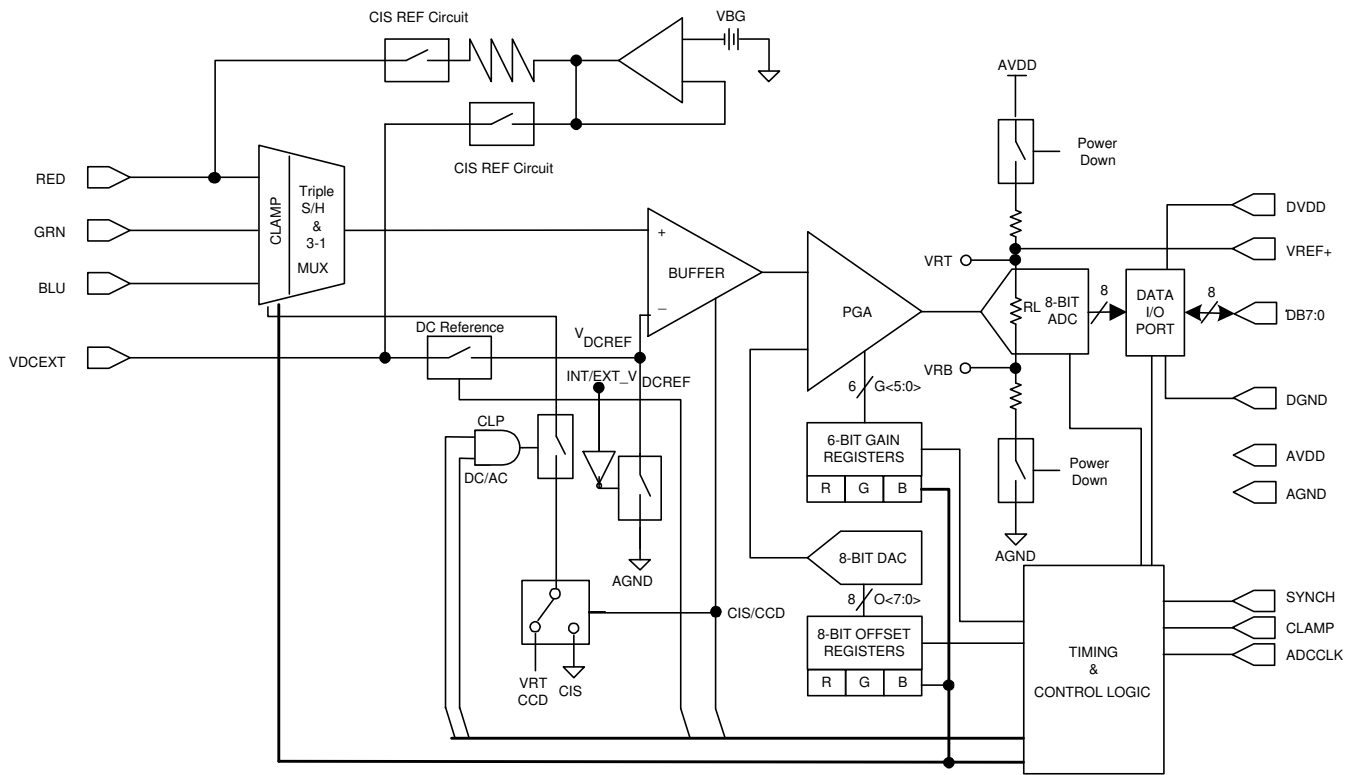 CIS REF Circuit
VBG
CIS REF Circuit
AVDD
Power
Down
RED
GRN
BLU
VDCEXT
CLAMP
Triple
S/H
&
3-1
MUX
DC Reference
V
DCREF
INT/EXT_V
DCREF
+
BUFFER
–
PGA
VRT
VRB
RL
8-BIT
ADC
8
DATA
I/O
PORT
8
DVDD
VREF+
DB7:0
DGND
AVDD
AGND
CLP
DC/AC
AGND
6
G<5:0>
6-BIT GAIN
REGISTERS
R
G
B
Power
Down
AGND
8-BIT DAC
8
O<7:0>
8-BIT OFFSET
REGISTERS
R
G
B
CIS/CCD
VRT
CCD
CIS
TIMING
&
CONTROL LOGIC
SYNCH
CLAMP
ADCCLK